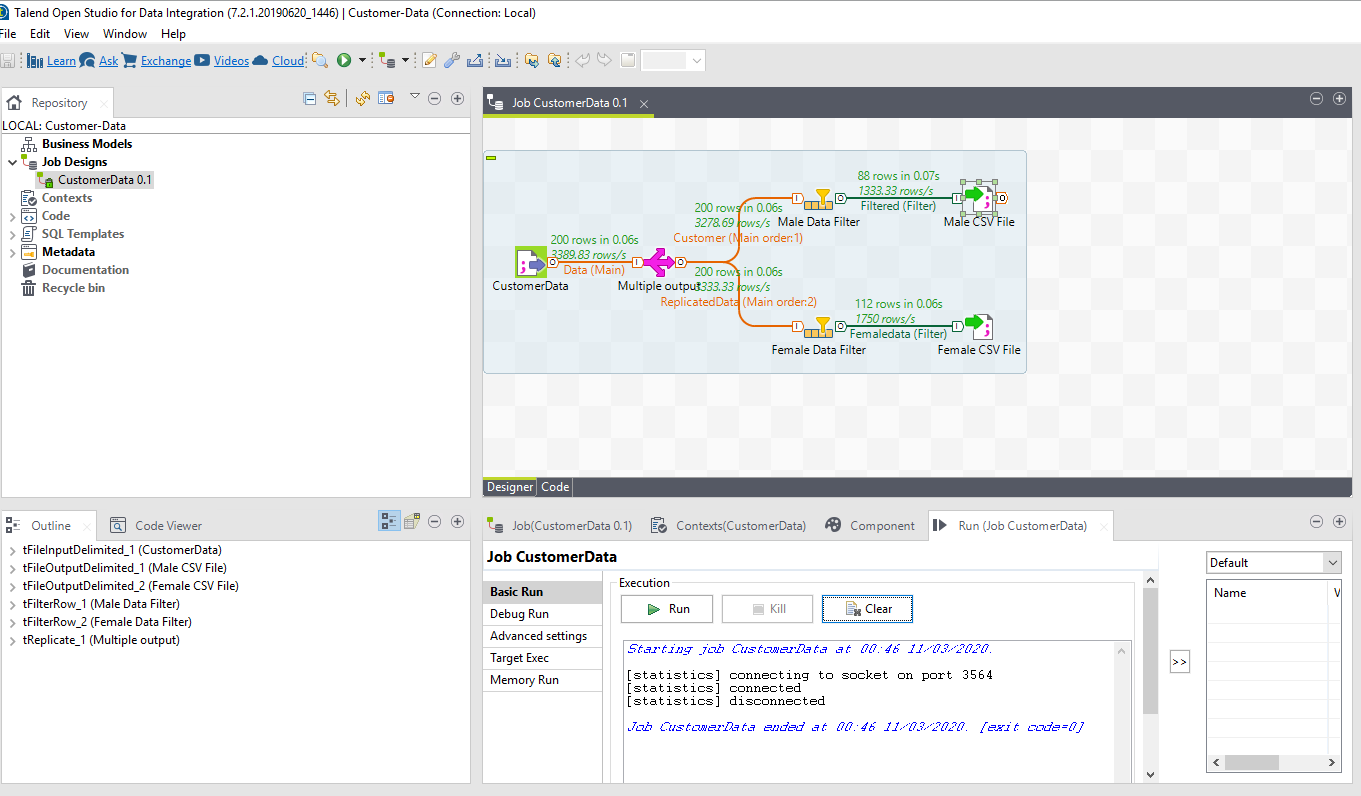 Talend Open Studio for Data Integration (7.2.1.20190620_1446) | Customer-Data (Connection: Local)
File Edit View Window Help
Learn Ask Exchange Videos Cloud
Repository
LOCAL: Customer-Data
Business Models
Job Designs
CustomerData 0.1
Contexts
Code
SQL Templates
Metadata
Documentation
Recycle bin
Job CustomerData 0.1
88 rows in 0.07s
1333.33 rows/s
Filtered (Filter)
Male Data Filter
Male CSV File
200 rows in 0.06s
3278.69 rows/s
Customer (Main order:1)
200 rows in 0.06s
3389.83 rows/s
Data (Main)
CustomerData
Multiple output
200 rows in 0.06s
3333.33 rows/s
ReplicatedData (Main order:2)
112 rows in 0.06s
1750 rows/s
Femaledata (Filter)
Female Data Filter
Female CSV File
Designer Code
Outline Code Viewer
tFileInputDelimited_1 (CustomerData)
tFileOutputDelimited_1 (Male CSV File)
tFileOutputDelimited_2 (Female CSV File)
tFilterRow_1 (Male Data Filter)
tFilterRow_2 (Female Data Filter)
tReplicate_1 (Multiple output)
Job(CustomerData 0.1) Contexts(CustomerData) Component Run (Job CustomerData)
Job CustomerData
Basic Run
Debug Run
Advanced settings
Target Exec
Memory Run
Execution
Run Kill Clear
Starting job CustomerData at 00:46 11/03/2020.
[statistics] connecting to socket on port 3564
[statistics] connected
[statistics] disconnected
Job CustomerData ended at 00:46 11/03/2020. [exit code=0]
>>
Default
Name V